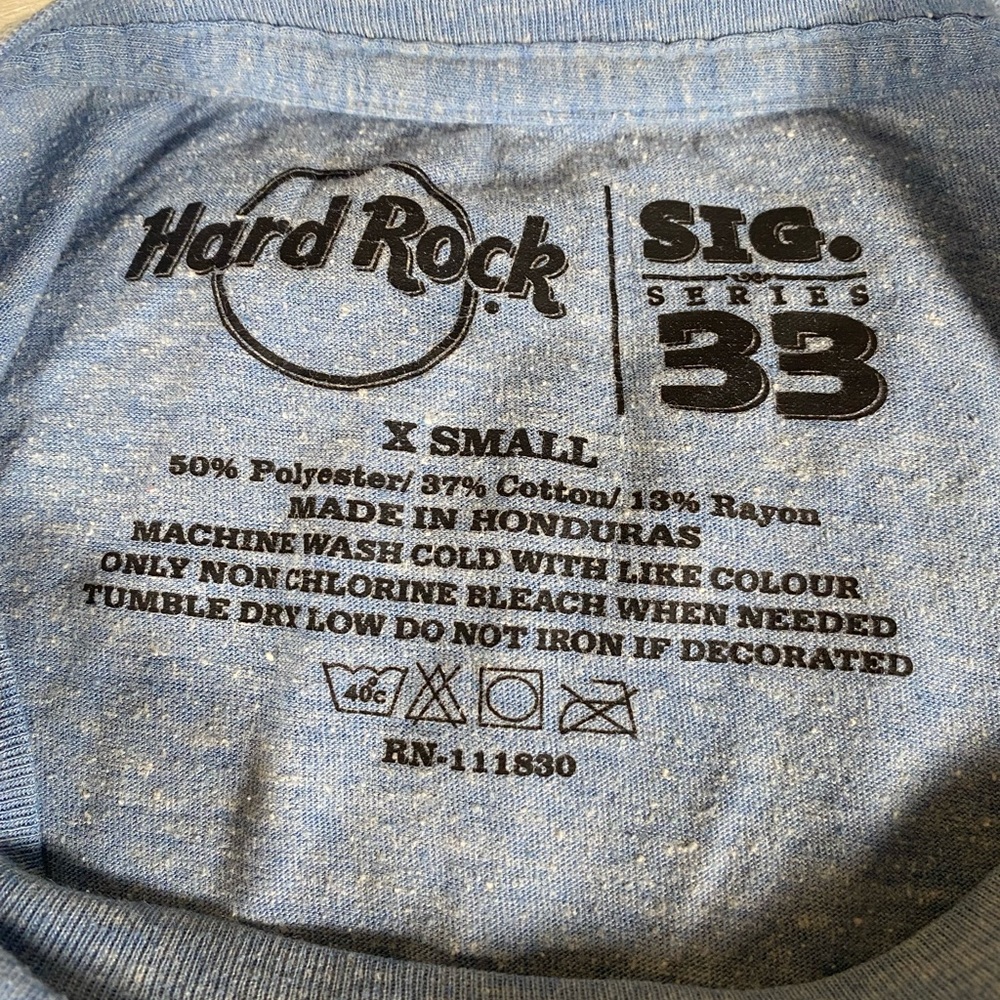 Hard Rock
SIG.
SERIES
33
X SMALL
50% Polyester/ 37% Cotton/ 13% Rayon
MADE IN HONDURAS
MACHINE WASH COLD WITH LIKE COLOUR
ONLY NON CHLORINE BLEACH WHEN NEEDED
TUMBLE DRY LOW DO NOT IRON IF DECORATED
40°C
RN-111830